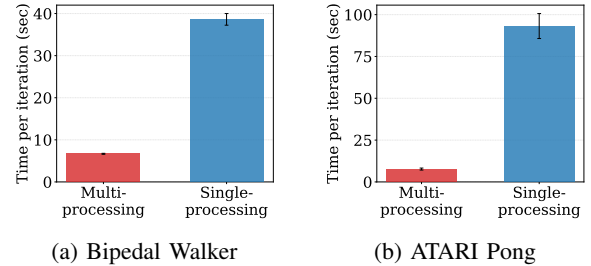 Time per iteration (sec)
40
30
20
10
0
Multi-
processing
Single-
processing
(a) Bipedal Walker
Time per iteration (sec)
100
75
50
25
0
Multi-
processing
Single-
processing
(b) ATARI Pong